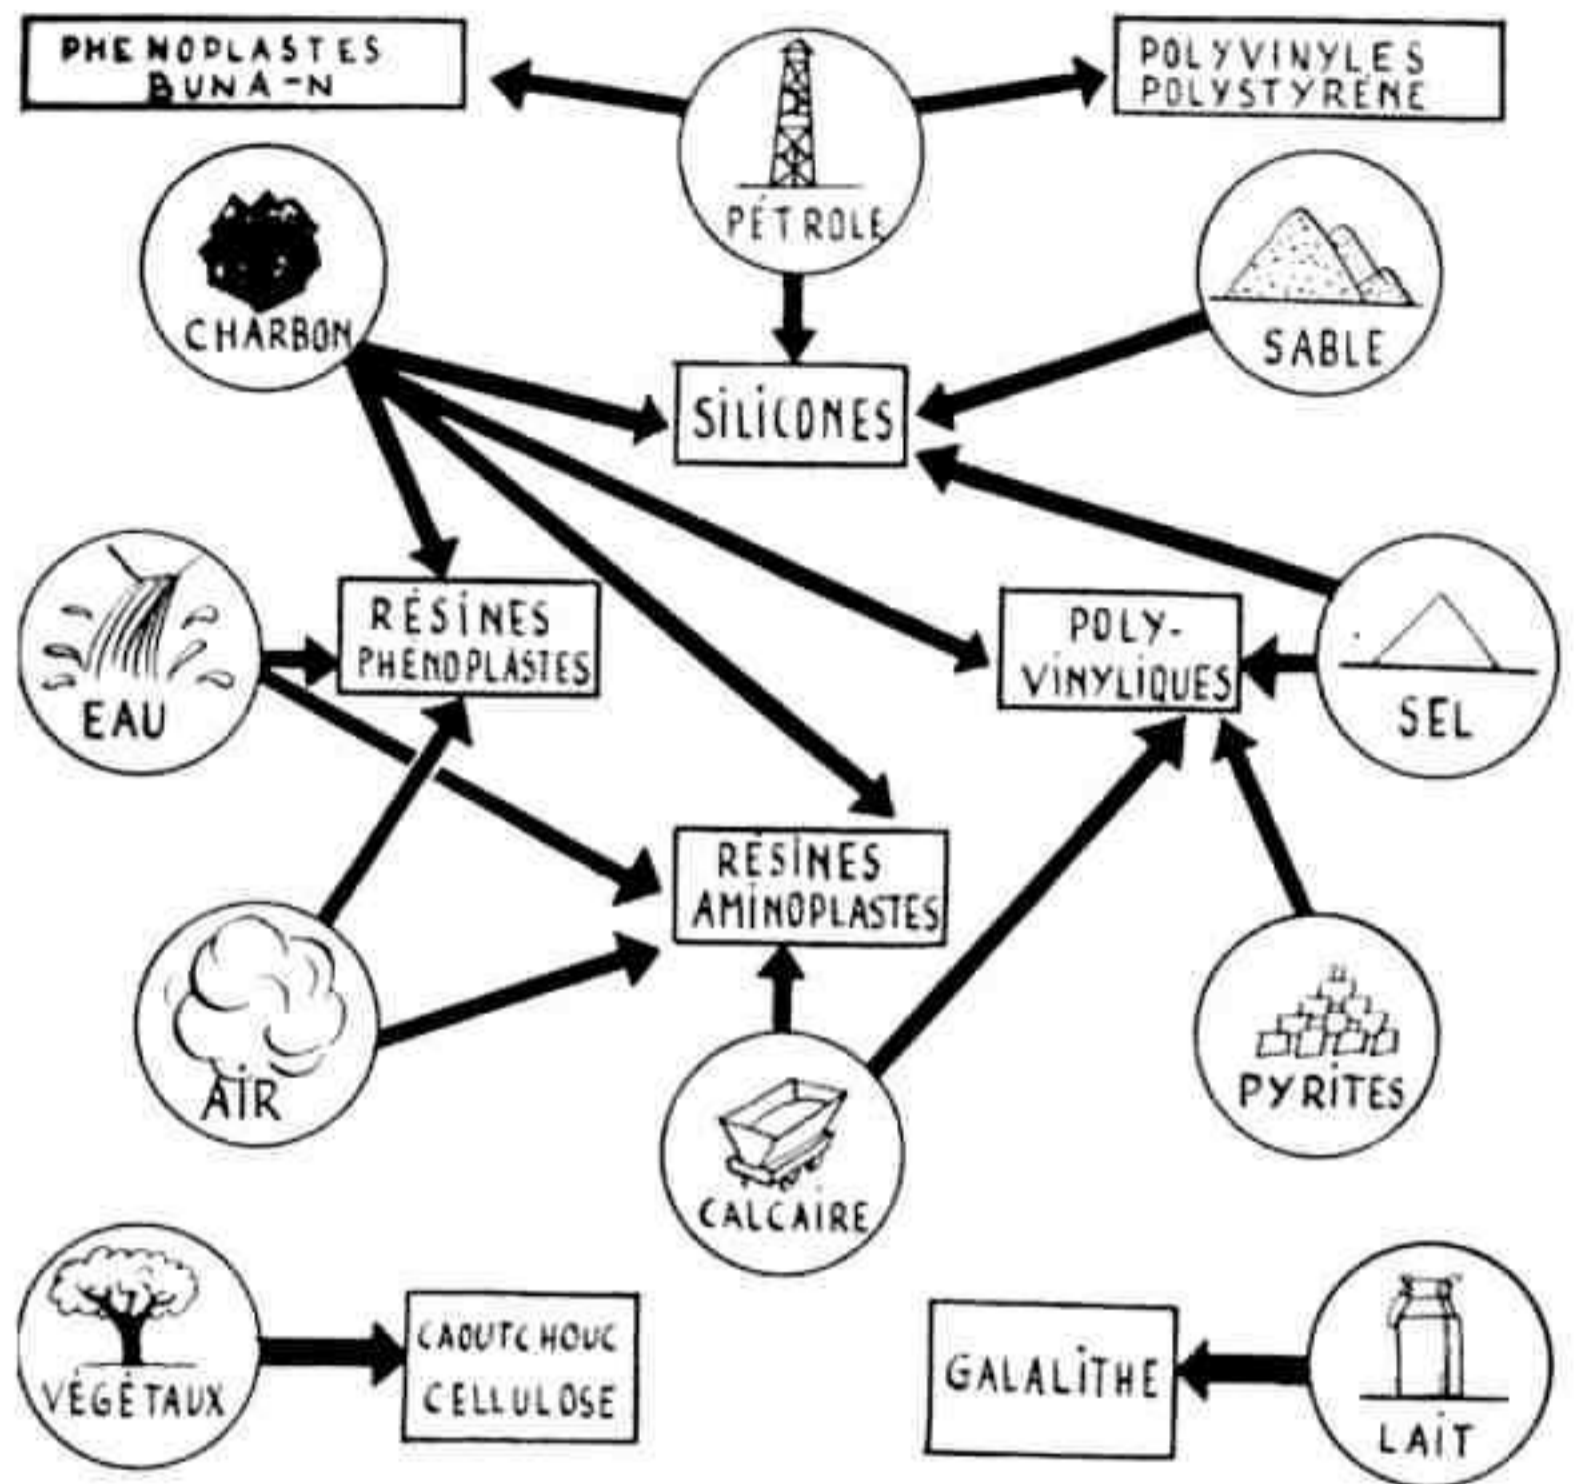 PHENOPLASTES
BUNA-N
PÉTROLE
POLYVINYLES
POLYSTYRÉNE
CHARBON
SABLE
SILICONES
EAU
RÉSINES
PHENOPLASTES
POLY-
VINYLIQUES
SEL
RÉSINES
AMINOPLASTES
AIR
CALCAIRE
PYRITES
VÉGÉTAUX
CAOUTCHOUC
CELLULOSE
GALALITHE
LAIT